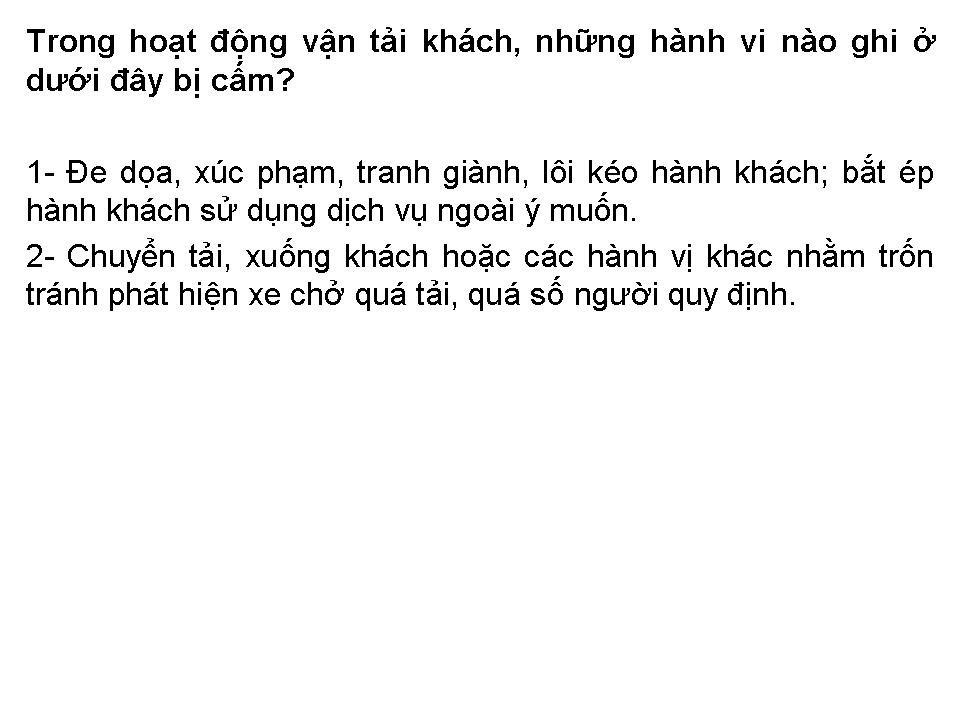 Trong hoạt động vận tải khách, những hành vi nào ghi ở
dưới đây bị cấm?
1- Đe dọa, xúc phạm, tranh giành, lôi kéo hành khách; bắt ép
hành khách sử dụng dịch vụ ngoài ý muốn.
2- Chuyển tải, xuống khách hoặc các hành vị khác nhằm trốn
tránh phát hiện xe chở quá tải, quá số người quy định.